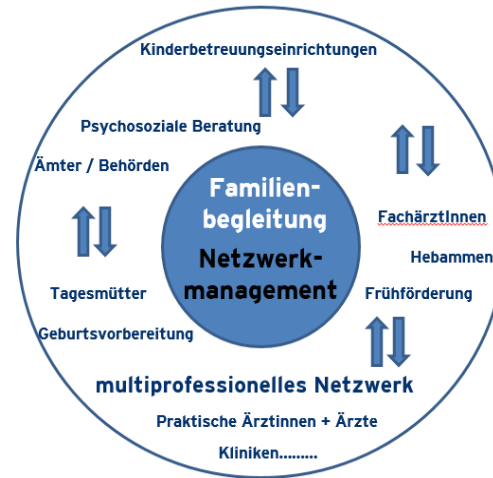 Kinderbetreuungseinrichtungen
Psychosoziale Beratung
Ämter / Behörden
Familien-
begleitung
Netzwerk-
management
FachärztInnen
Hebammen
Tagesmütter
Frühförderung
Geburtsvorbereitung
multiprofessionelles Netzwerk
Praktische Ärztinnen + Ärzte
Kliniken.........